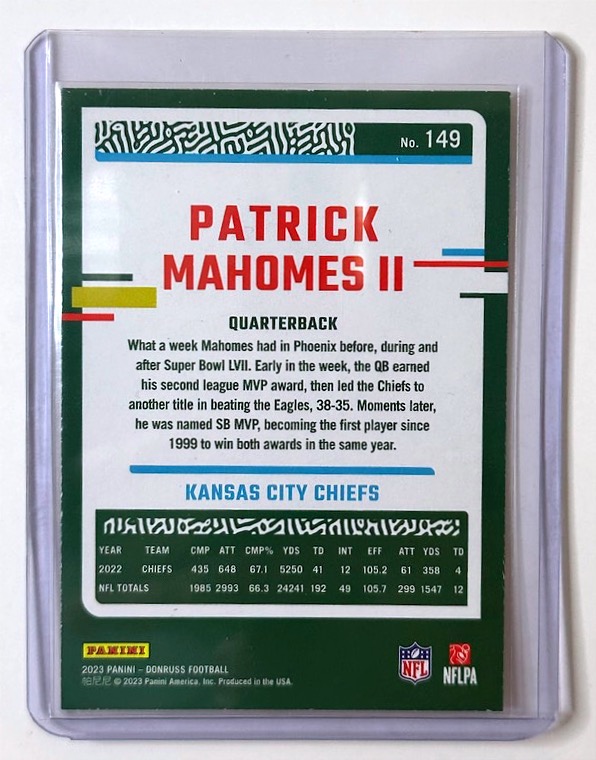 No. 149
PATRICK
MAHOMES II
QUARTERBACK
What a week Mahomes had in Phoenix before, during and
after Super Bowl LVII. Early in the week, the QB earned
his second league MVP award, then led the Chiefs to
another title in beating the Eagles, 38-35. Moments later,
he was named SB MVP, becoming the first player since
1999 to win both awards in the same year.
KANSAS CITY CHIEFS
YEAR TEAM CMP ATT CMP% YDS TD INT EFF ATT YDS TD
2022 CHIEFS 435 648 67.1 5250 41 12 105.2 61 358 4
NFL TOTALS 1985 2993 66.3 24241 192 49 105.7 299 1547 12
PANINI
2023 PANINI – DONRUSS FOOTBALL
帕尼尼 © 2023 Panini America, Inc. Produced in the USA.
NFL
NFLPA